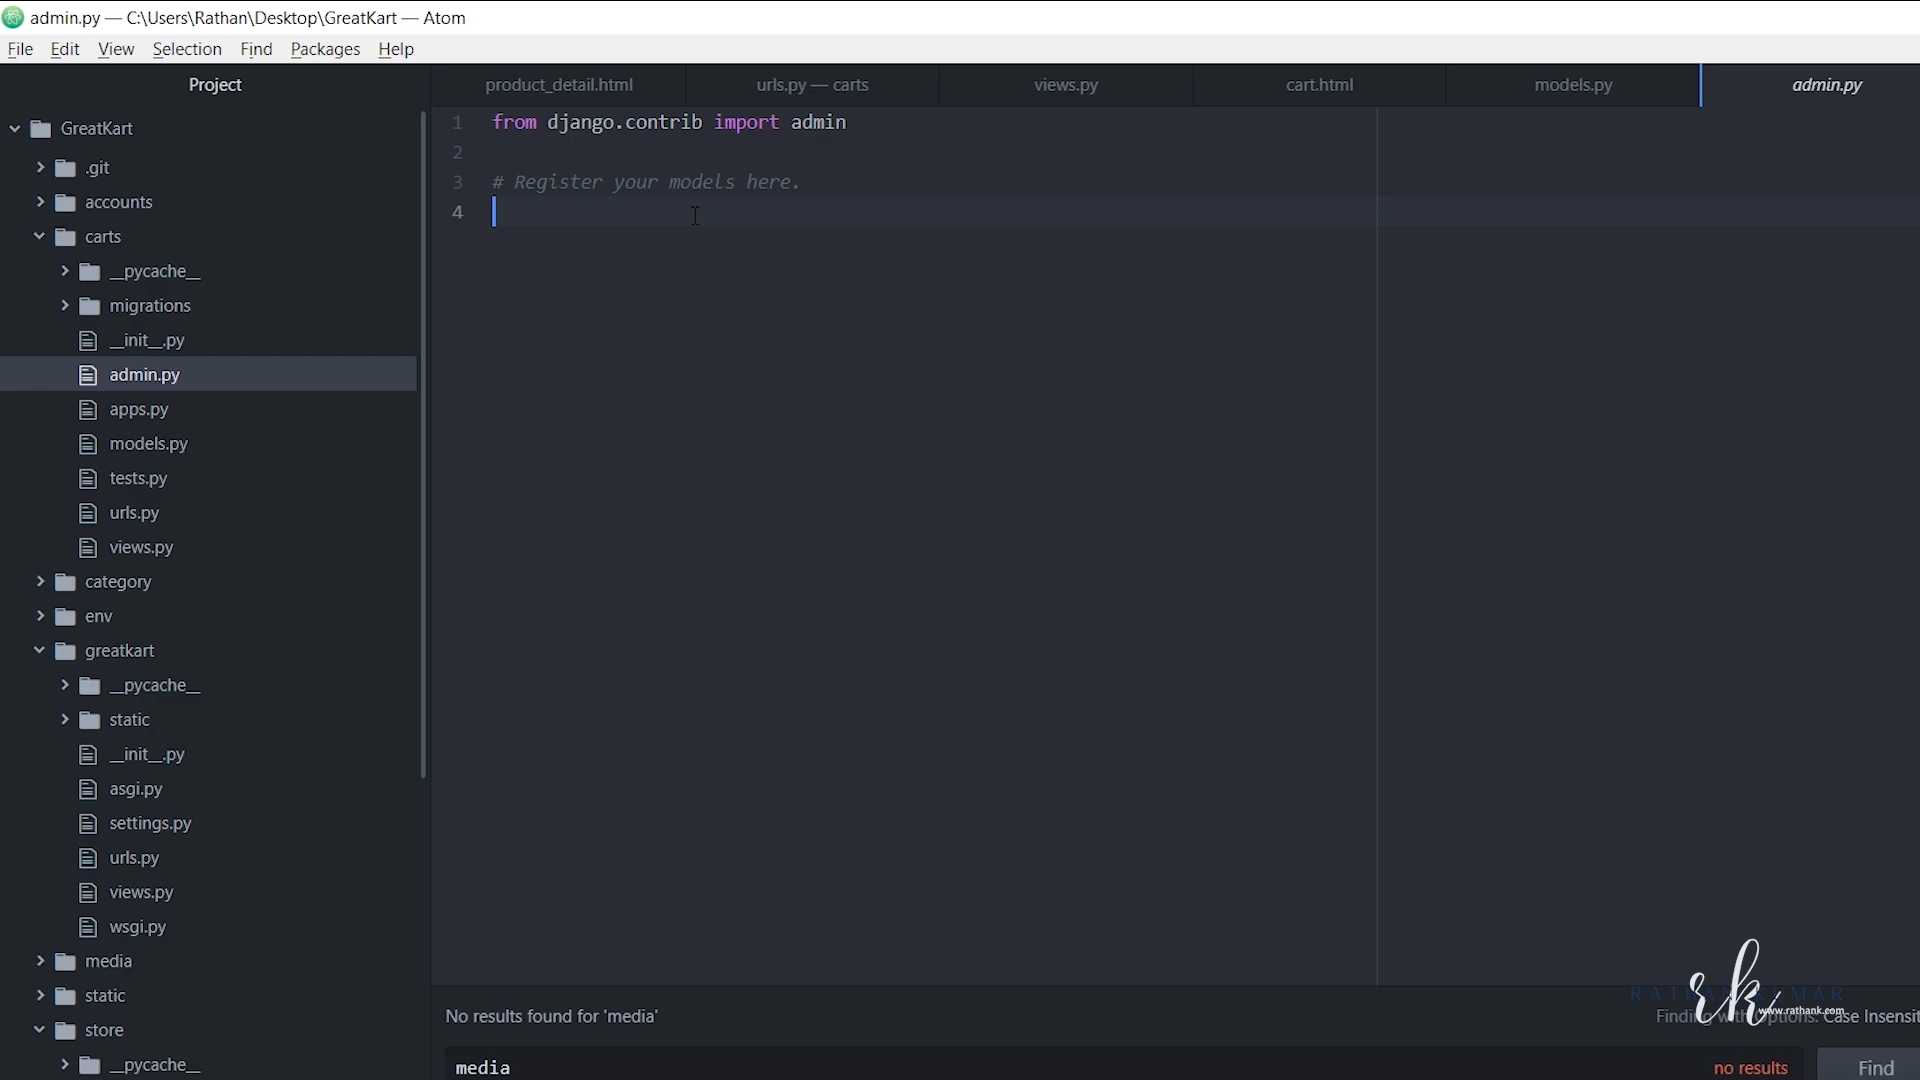 admin.py — C:\Users\Rathan\Desktop\GreatKart — Atom
File Edit View Selection Find Packages Help
Project
product_detail.html
urls.py — carts
views.py
cart.html
models.py
admin.py
GreatKart
.git
accounts
carts
__pycache__
migrations
__init__.py
admin.py
apps.py
models.py
tests.py
urls.py
views.py
category
env
greatkart
__pycache__
static
__init__.py
asgi.py
settings.py
urls.py
views.py
wsgi.py
media
static
store
__pycache__
1 from django.contrib import admin
2
3 # Register your models here.
4
No results found for 'media'
Finding with Options: Case Insensit
rk
www.rathank.com
media
no results
Find